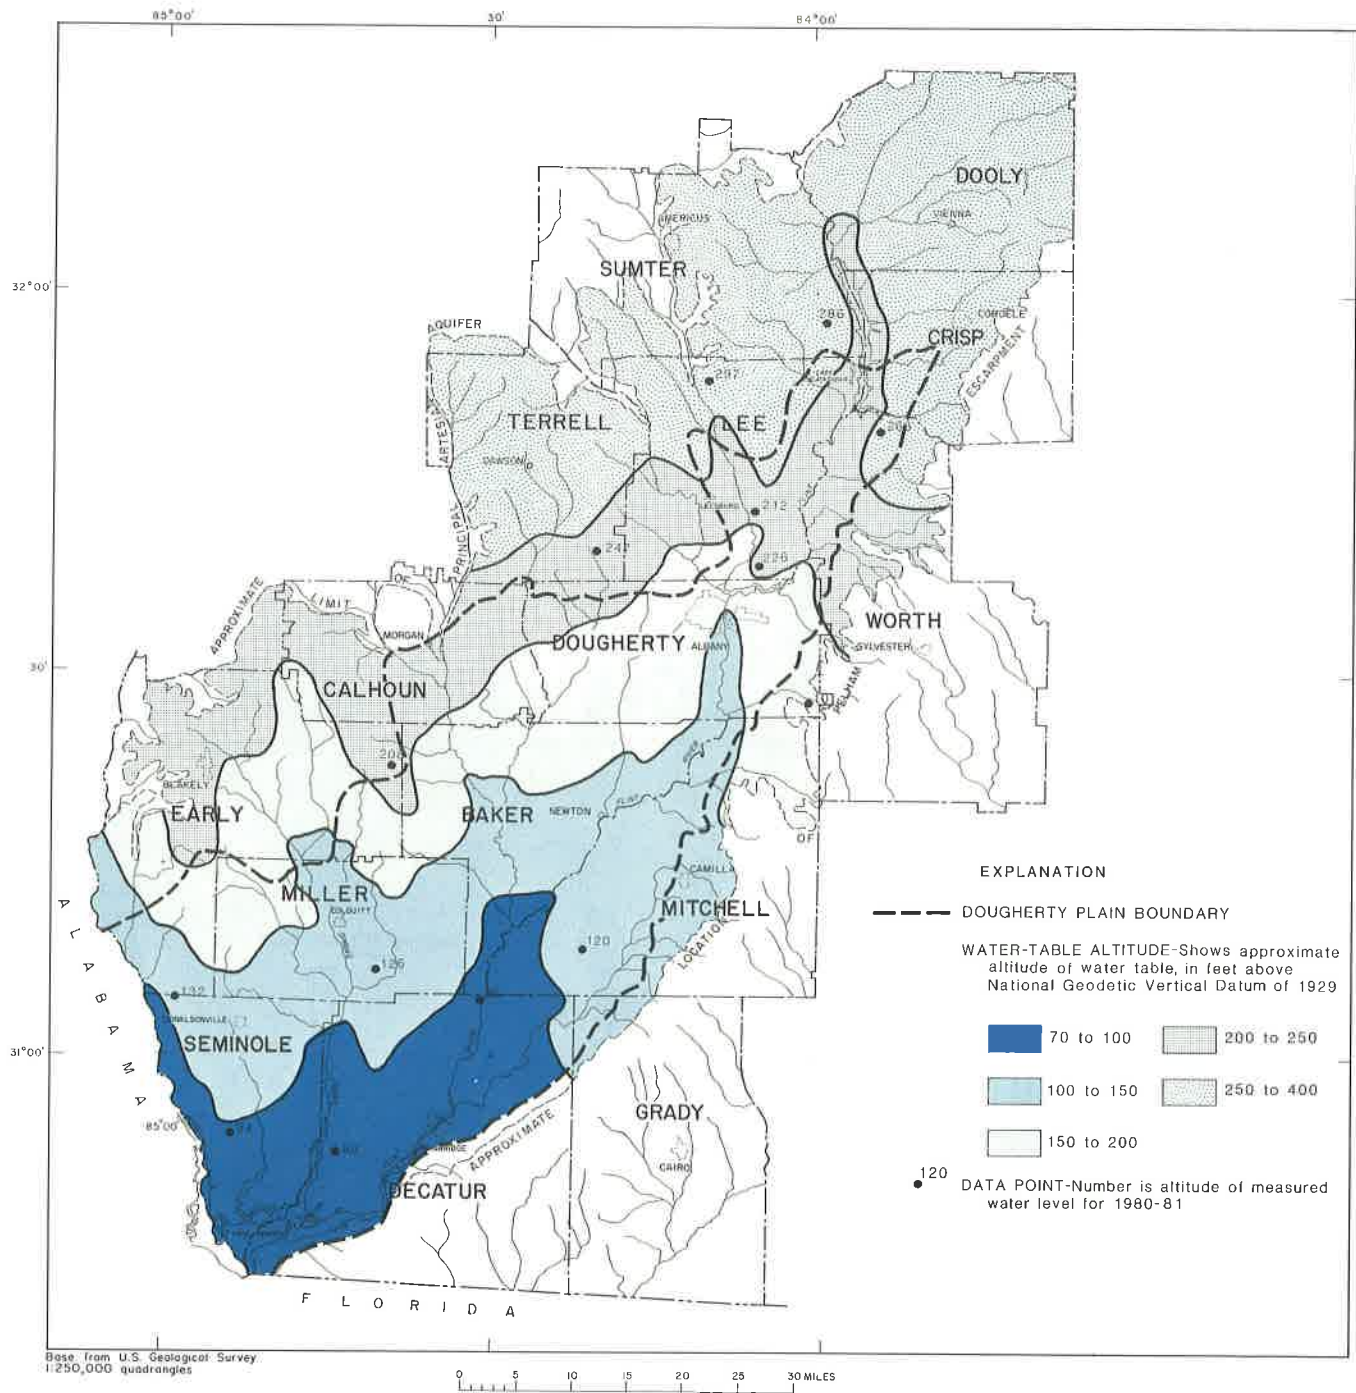 85°00'
30'
84°00'
DOOLY
VIENNA
AMERICUS
SUMTER
32°00'
286
CORDELE
AQUIFER
CRISP
ESCARPMENT
297
TERRELL
LEE
ARTESIAN
DAWSON
212
LEESBURG
PRINCIPAL
247
226
OF
LIMIT
APPROXIMATE
MORGAN
WORTH
DOUGHERTY
ALBANY
SYLVESTER
30'
CALHOUN
PELHAM
BLAKELY
EARLY
BAKER
NEWTON
FLINT
RIVER
OF
CAMILLA
MILLER
COLQUITT
MITCHELL
LOCATION
120
126
132
DONALSONVILLE
SEMINOLE
31°00'
ALABAMA
85°00'
GRADY
APPROXIMATE
CAIRO
DECATUR
FLORIDA
EXPLANATION
DOUGHERTY PLAIN BOUNDARY
WATER-TABLE ALTITUDE-Shows approximate
altitude of water table, in feet above
National Geodetic Vertical Datum of 1929
70 to 100
200 to 250
100 to 150
250 to 400
150 to 200
120
DATA POINT-Number is altitude of measured
water level for 1980-81
Base from U.S. Geological Survey
1:250,000 quadrangles
0 5 10 15 20 25 30 MILES